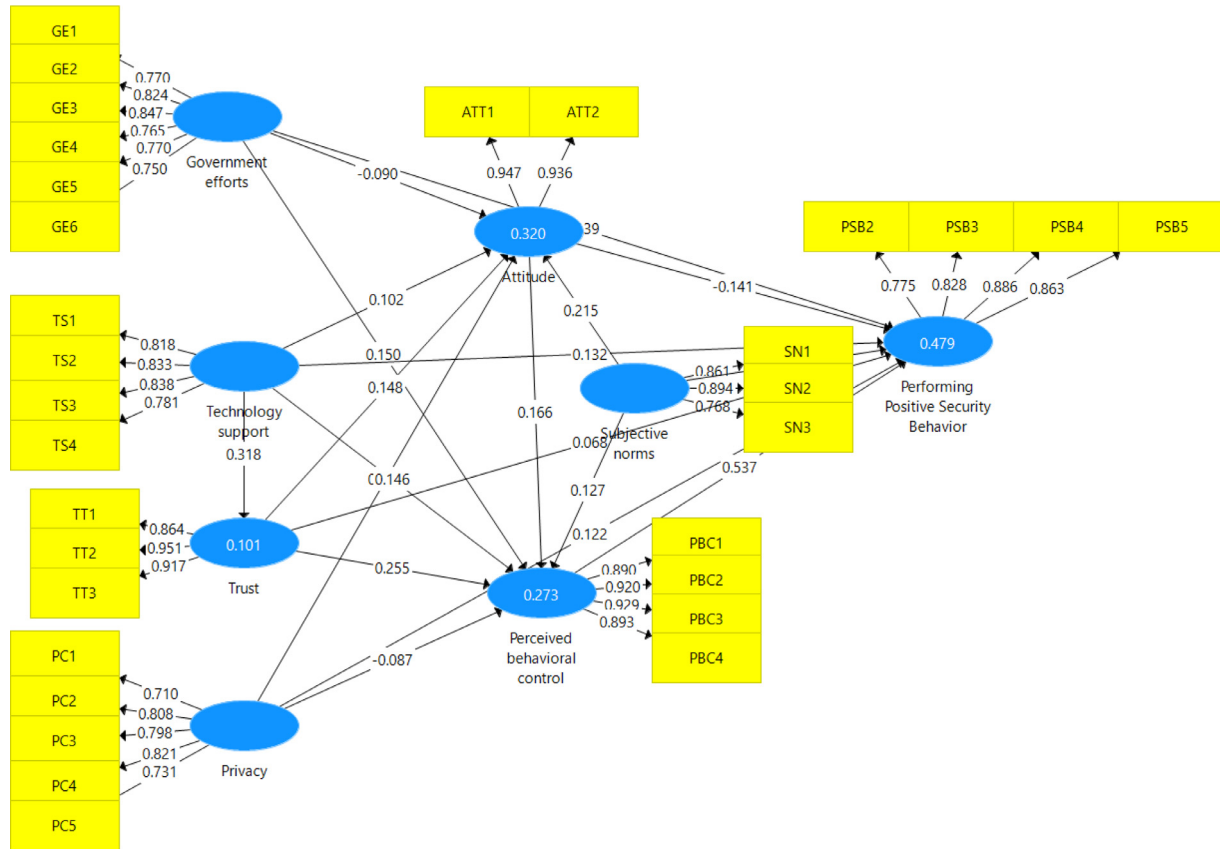 GE1
GE2
GE3
GE4
GE5
GE6
0.770
0.824
0.847
0.765
0.770
0.750
Government
efforts
-0.090
ATT1
ATT2
0.947
0.936
0.320
Attitude
39
-0.141
PSB2
PSB3
PSB4
PSB5
0.775
0.828
0.886
0.863
0.479
Performing
Positive Security
Behavior
TS1
TS2
TS3
TS4
0.818
0.833
0.838
0.781
Technology
support
0.102
0.215
0.132
0.150
0.148
0.166
0.861
0.894
0.768
SN1
SN2
SN3
Subjective
norms
0.318
0.146
0.068
0.127
0.537
0.122
TT1
TT2
TT3
0.864
0.951
0.917
0.101
Trust
0.255
0.273
Perceived
behavioral
control
0.890
0.920
0.929
0.893
PBC1
PBC2
PBC3
PBC4
PC1
PC2
PC3
PC4
PC5
0.710
0.808
0.798
0.821
0.731
Privacy
-0.087